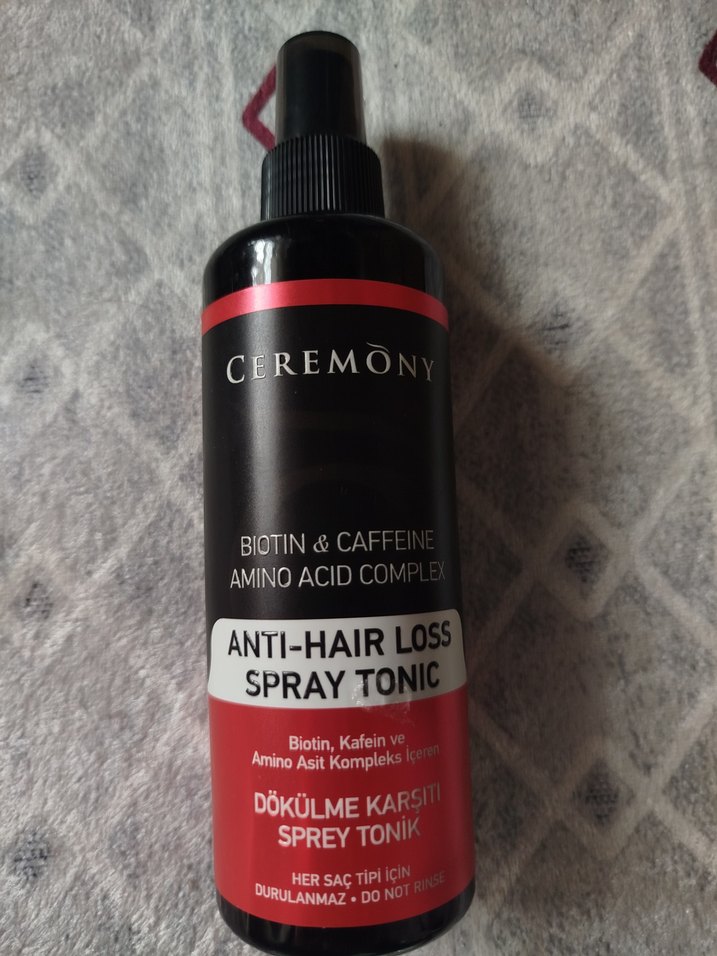 CEREMÒNY
BIOTIN & CAFFEINE
AMINO ACID COMPLEX
ANTI-HAIR LOSS
SPRAY TONIC
Biotin, Kafein ve
Amino Asit Kompleks İçeren
DÖKÜLME KARŞITI
SPREY TONİK
HER SAÇ TİPİ İÇİN
DURULANMAZ • DO NOT RINSE